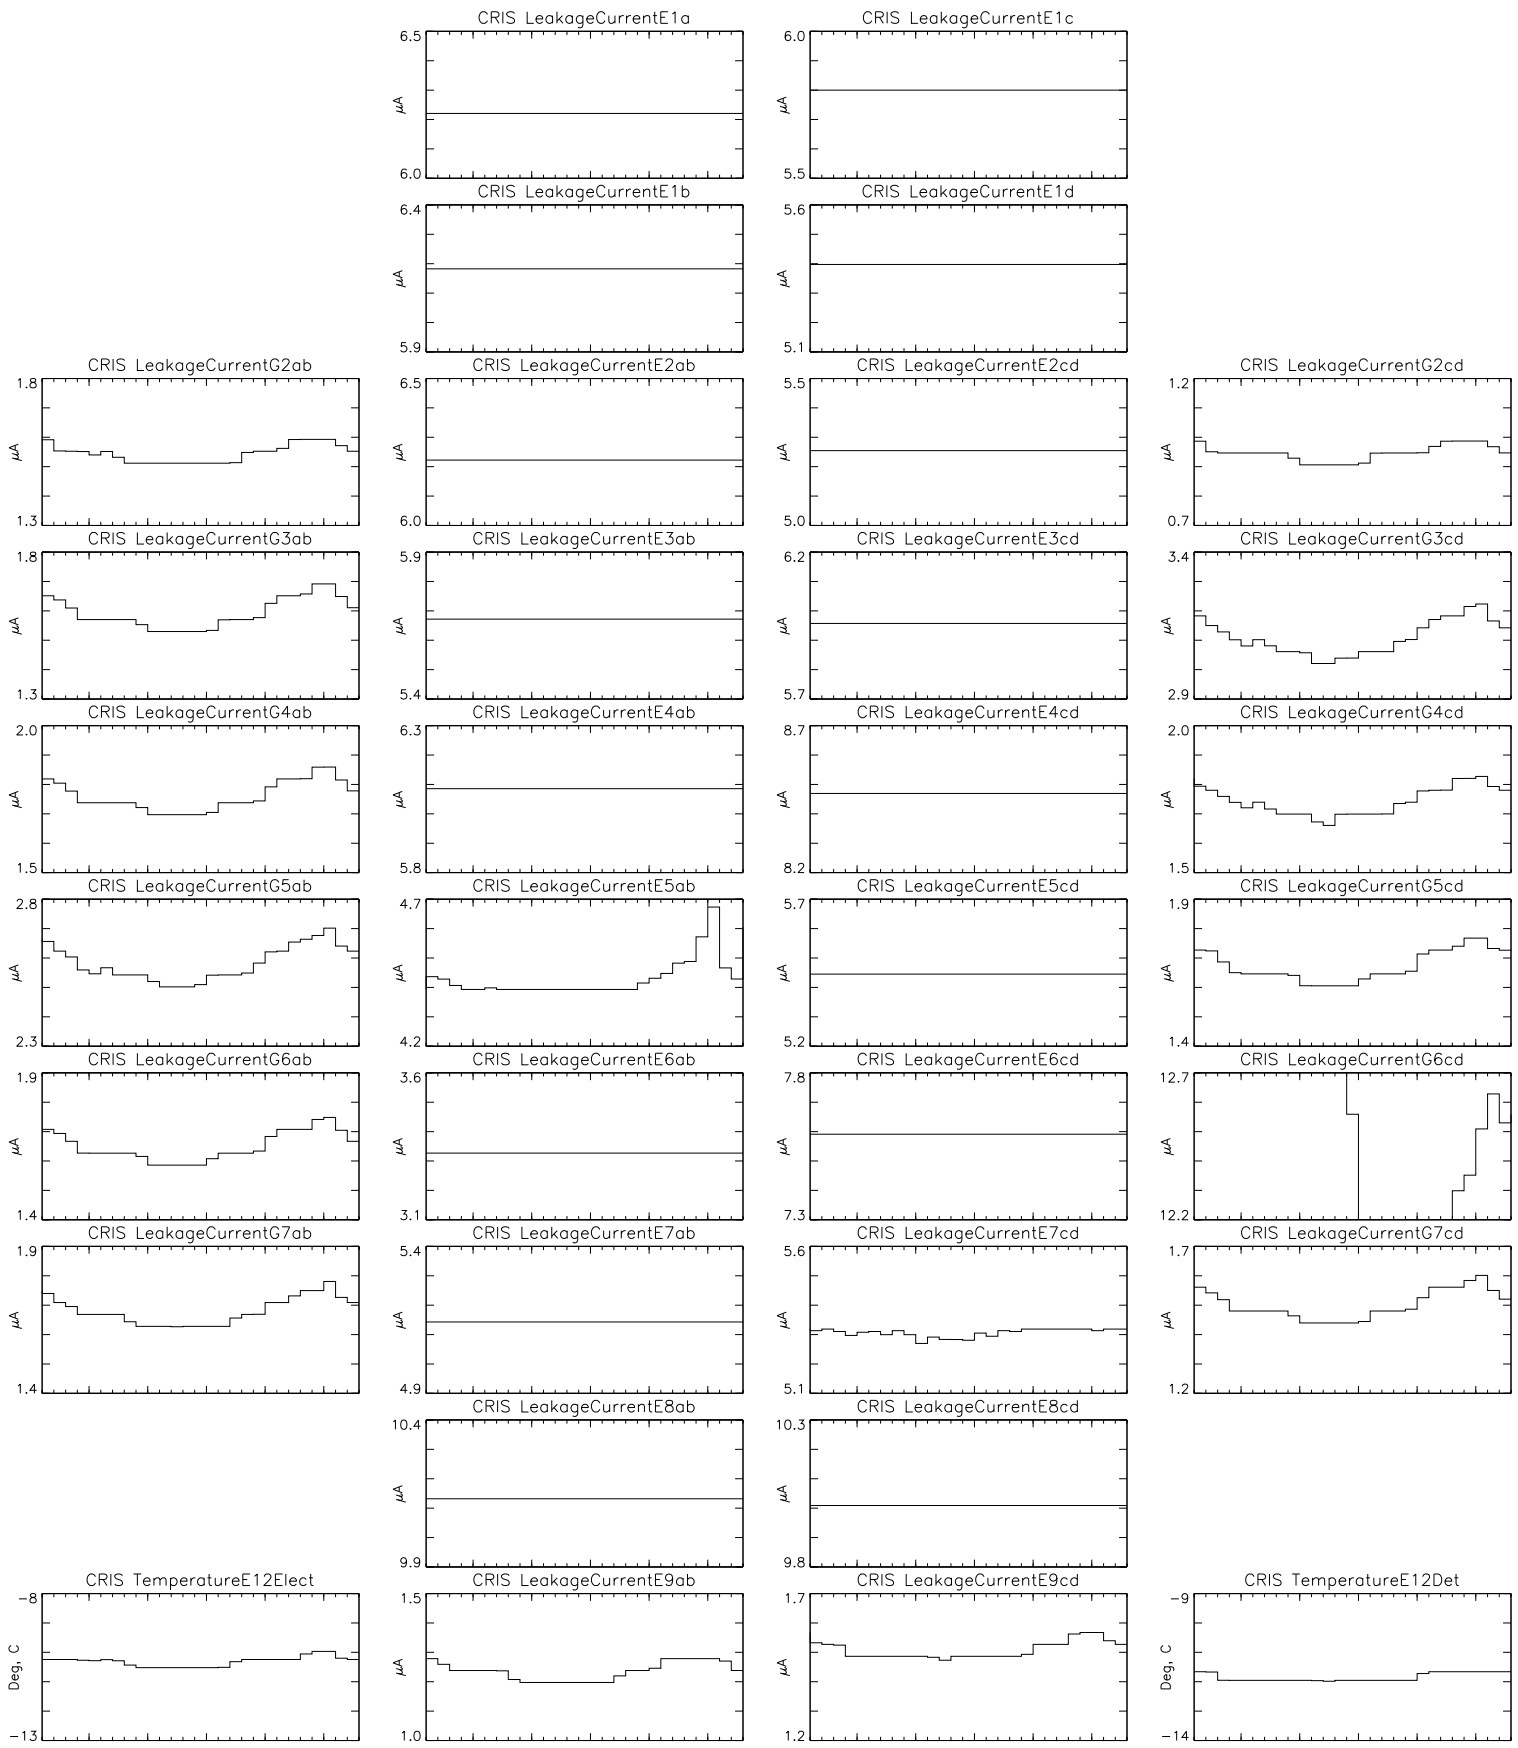 CRIS LeakageCurrentE1a
6.5
μA
6.0
CRIS LeakageCurrentE1c
6.0
μA
5.5
CRIS LeakageCurrentE1b
6.4
μA
5.9
CRIS LeakageCurrentE1d
5.6
μA
5.1
CRIS LeakageCurrentG2ab
1.8
μA
1.3
CRIS LeakageCurrentE2ab
6.5
μA
6.0
CRIS LeakageCurrentE2cd
5.5
μA
5.0
CRIS LeakageCurrentG2cd
1.2
μA
0.7
CRIS LeakageCurrentG3ab
1.8
μA
1.3
CRIS LeakageCurrentE3ab
5.9
μA
5.4
CRIS LeakageCurrentE3cd
6.2
μA
5.7
CRIS LeakageCurrentG3cd
3.4
μA
2.9
CRIS LeakageCurrentG4ab
2.0
μA
1.5
CRIS LeakageCurrentE4ab
6.3
μA
5.8
CRIS LeakageCurrentE4cd
8.7
μA
8.2
CRIS LeakageCurrentG4cd
2.0
μA
1.5
CRIS LeakageCurrentG5ab
2.8
μA
2.3
CRIS LeakageCurrentE5ab
4.7
μA
4.2
CRIS LeakageCurrentE5cd
5.7
μA
5.2
CRIS LeakageCurrentG5cd
1.9
μA
1.4
CRIS LeakageCurrentG6ab
1.9
μA
1.4
CRIS LeakageCurrentE6ab
3.6
μA
3.1
CRIS LeakageCurrentE6cd
7.8
μA
7.3
CRIS LeakageCurrentG6cd
12.7
μA
12.2
CRIS LeakageCurrentG7ab
1.9
μA
1.4
CRIS LeakageCurrentE7ab
5.4
μA
4.9
CRIS LeakageCurrentE7cd
5.6
μA
5.1
CRIS LeakageCurrentG7cd
1.7
μA
1.2
CRIS LeakageCurrentE8ab
10.4
μA
9.9
CRIS LeakageCurrentE8cd
10.3
μA
9.8
CRIS TemperatureE12Elect
-8
Deg, C
-13
CRIS LeakageCurrentE9ab
1.5
μA
1.0
CRIS LeakageCurrentE9cd
1.7
μA
1.2
CRIS TemperatureE12Det
-9
Deg, C
-14